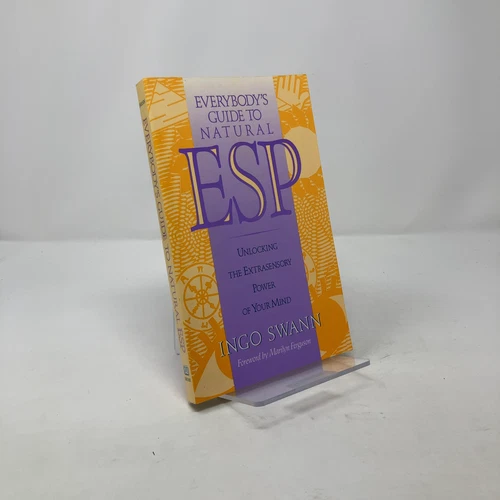 EVERYBODY'S
GUIDE TO
NATURAL
ESP
UNLOCKING
THE EXTRASENSORY
POWER
OF YOUR MIND
INGO SWANN
Foreword by Marilyn Ferguson
EVERYBODY'S GUIDE TO NATURAL ESP